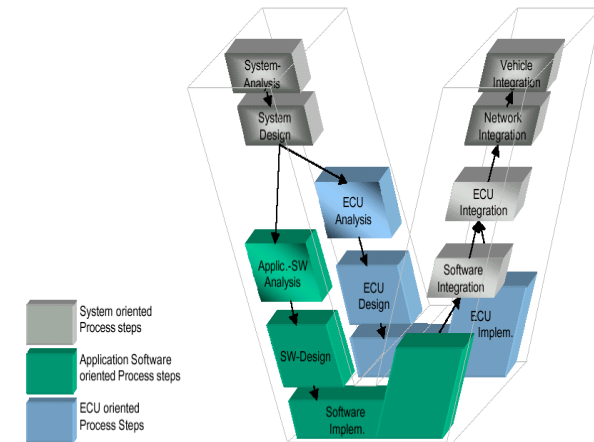 System-
Analysis
System
Design
ECU
Analysis
Applic.-SW
Analysis
ECU
Design
SW-Design
Software
Implem.
Vehicle
Integration
Network
Integration
ECU
Integration
Software
Integration
ECU
Implem.
System oriented
Process steps
Application Software
oriented Process steps
ECU oriented
Process Steps